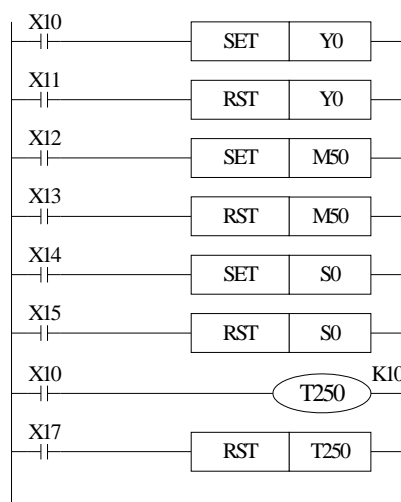 X10
SET Y0
X11
RST Y0
X12
SET M50
X13
RST M50
X14
SET S0
X15
RST S0
X10 K10
T250
X17
RST T250